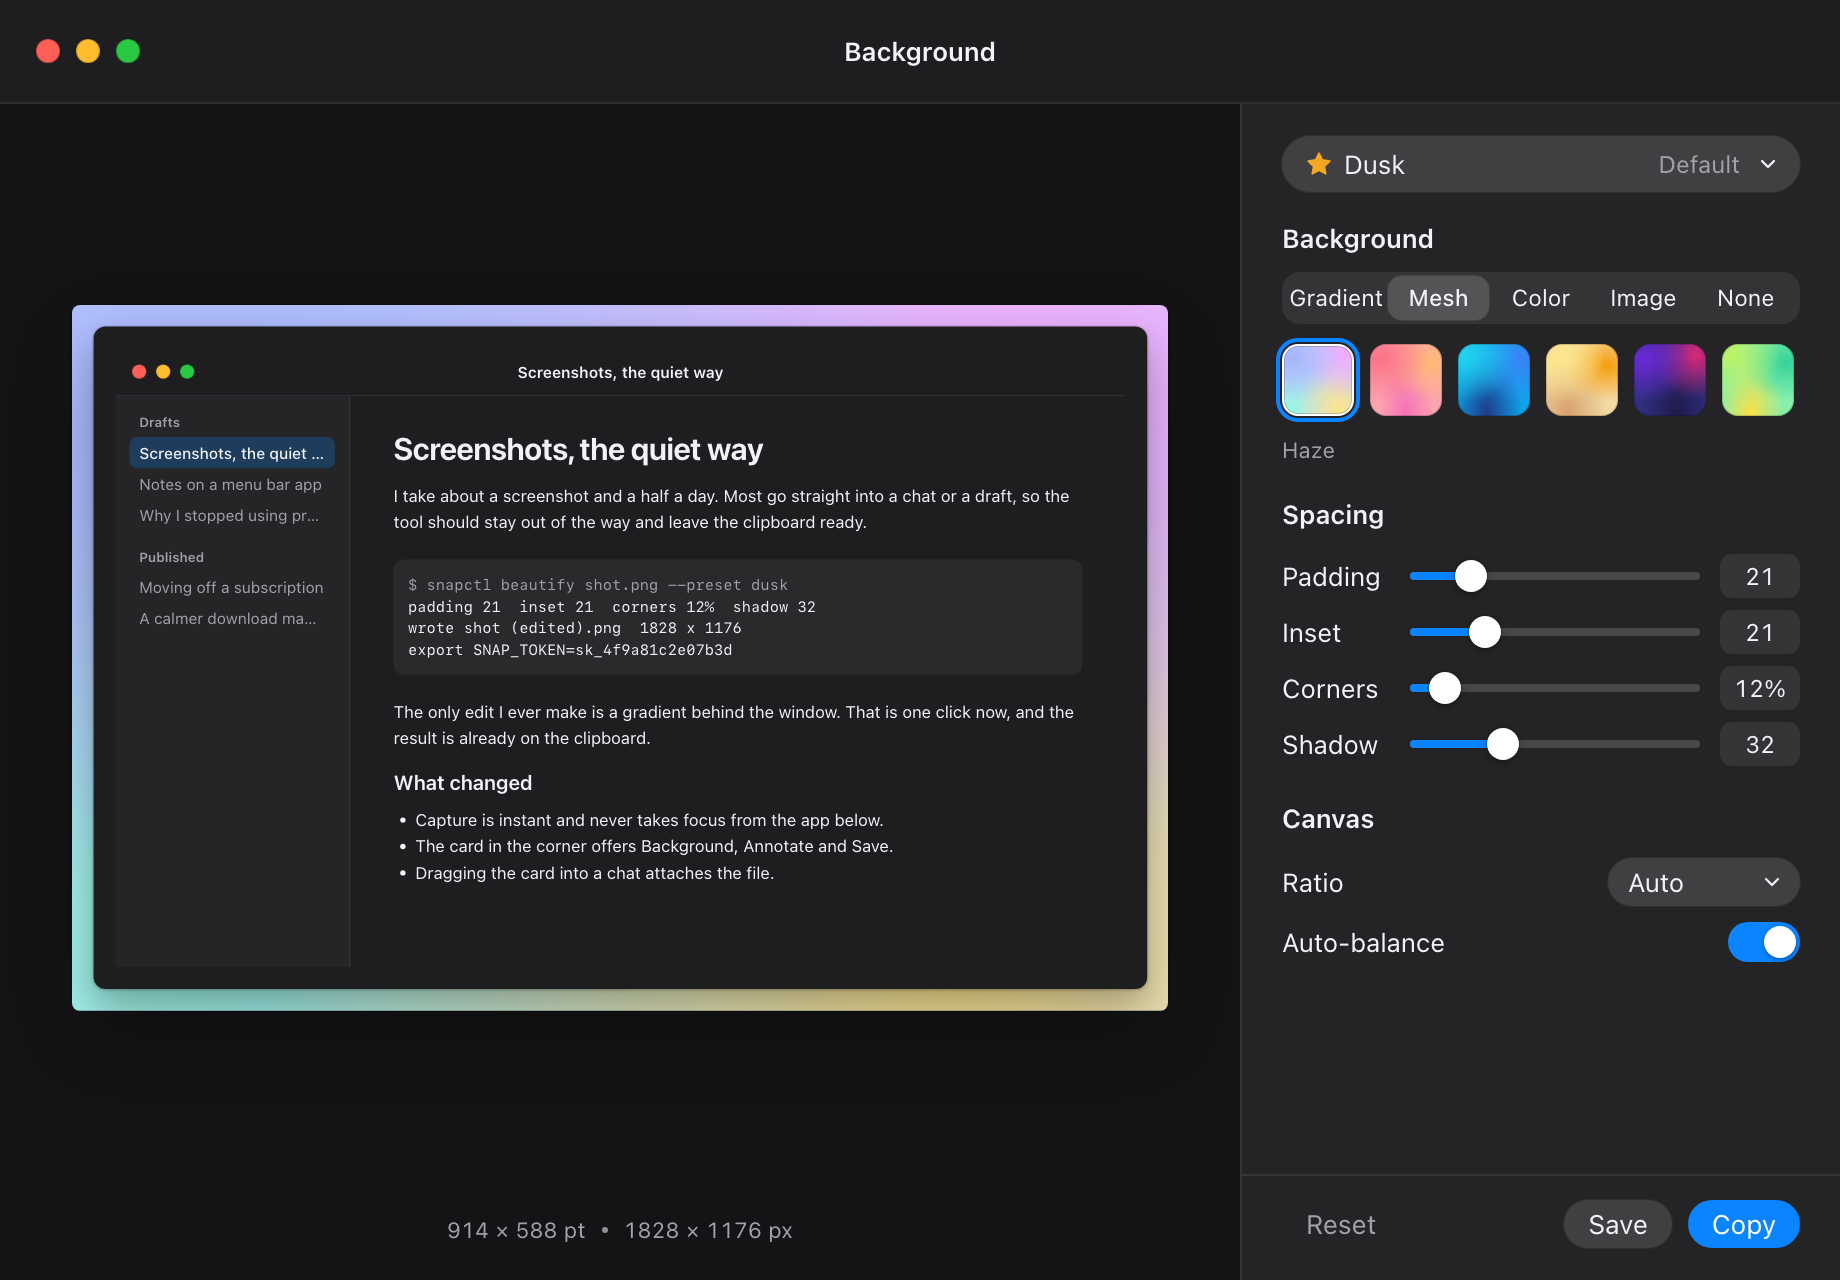 Background
Screenshots, the quiet way
Drafts
Screenshots, the quiet ...
Notes on a menu bar app
Why I stopped using pr...
Published
Moving off a subscription
A calmer download ma...
Screenshots, the quiet way
I take about a screenshot and a half a day. Most go straight into a chat or a draft, so the
tool should stay out of the way and leave the clipboard ready.
$ snapctl beautify shot.png --preset dusk
padding 21  inset 21  corners 12%  shadow 32
wrote shot (edited).png  1828 x 1176
export SNAP_TOKEN=sk_4f9a81c2e07b3d
The only edit I ever make is a gradient behind the window. That is one click now, and the
result is already on the clipboard.
What changed
• Capture is instant and never takes focus from the app below.
• The card in the corner offers Background, Annotate and Save.
• Dragging the card into a chat attaches the file.
914 × 588 pt • 1828 × 1176 px
Dusk Default
Background
Gradient Mesh Color Image None
Haze
Spacing
Padding 21
Inset 21
Corners 12%
Shadow 32
Canvas
Ratio Auto
Auto-balance
Reset Save Copy